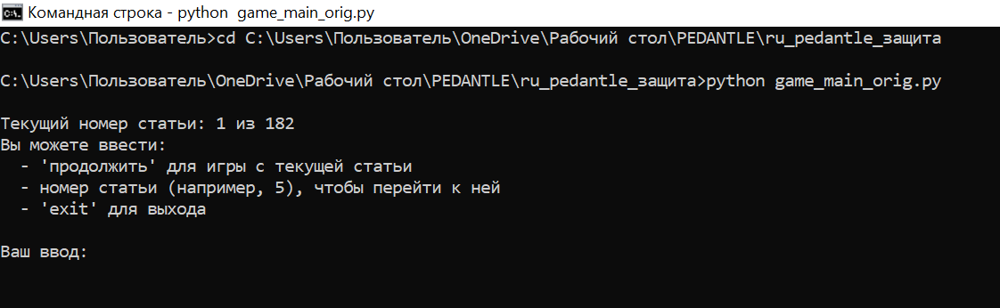 Командная строка - python game_main_orig.py
C:\Users\Пользователь>cd C:\Users\Пользователь\OneDrive\Рабочий стол\PEDANTLE\ru_pedantle_защита
C:\Users\Пользователь\OneDrive\Рабочий стол\PEDANTLE\ru_pedantle_защита>python game_main_orig.py
Текущий номер статьи: 1 из 182
Вы можете ввести:
- 'продолжить' для игры с текущей статьи
- номер статьи (например, 5), чтобы перейти к ней
- 'exit' для выхода
Ваш ввод: